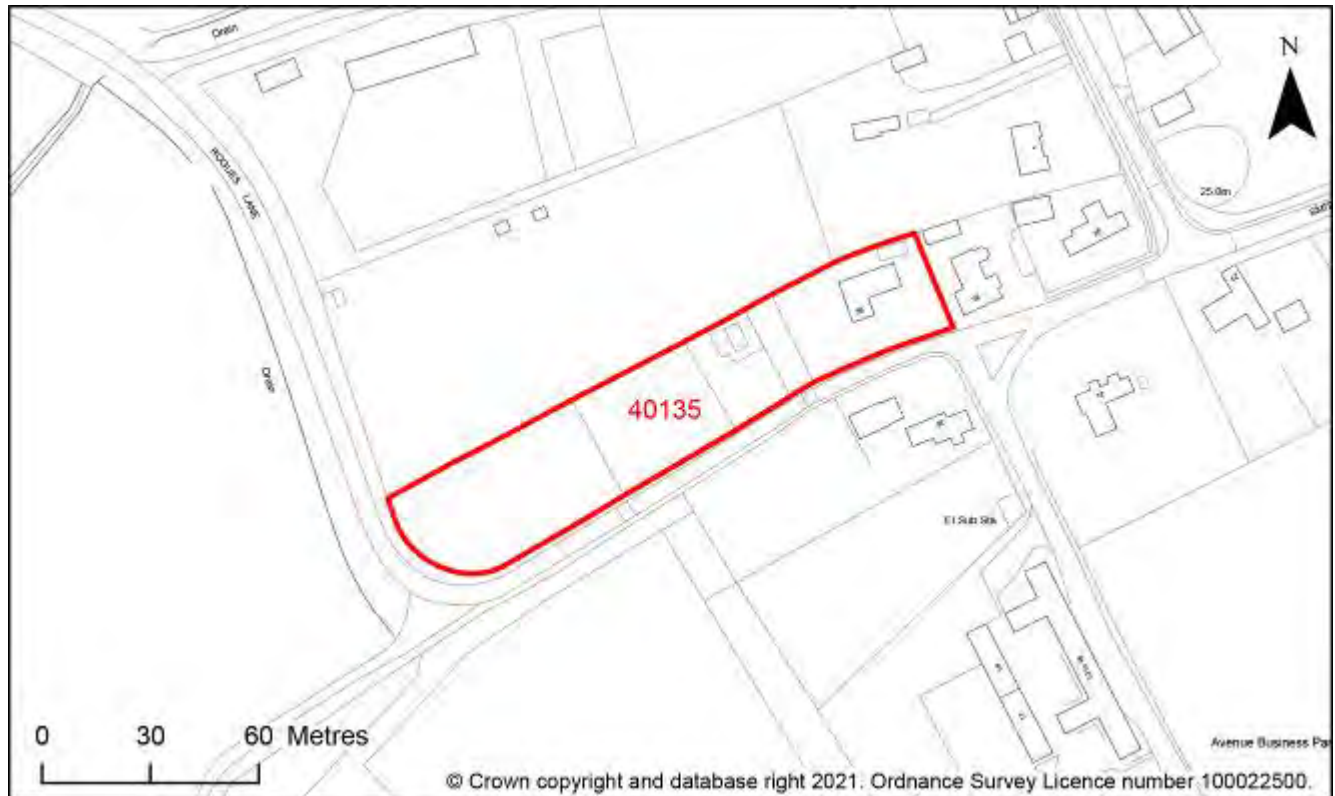 Drain
N
ROGUES LANE
25.0m
Drain
40135
El Sub Sta
0 30 60 Metres
Avenue Business Par
© Crown copyright and database right 2021. Ordnance Survey Licence number 100022500.